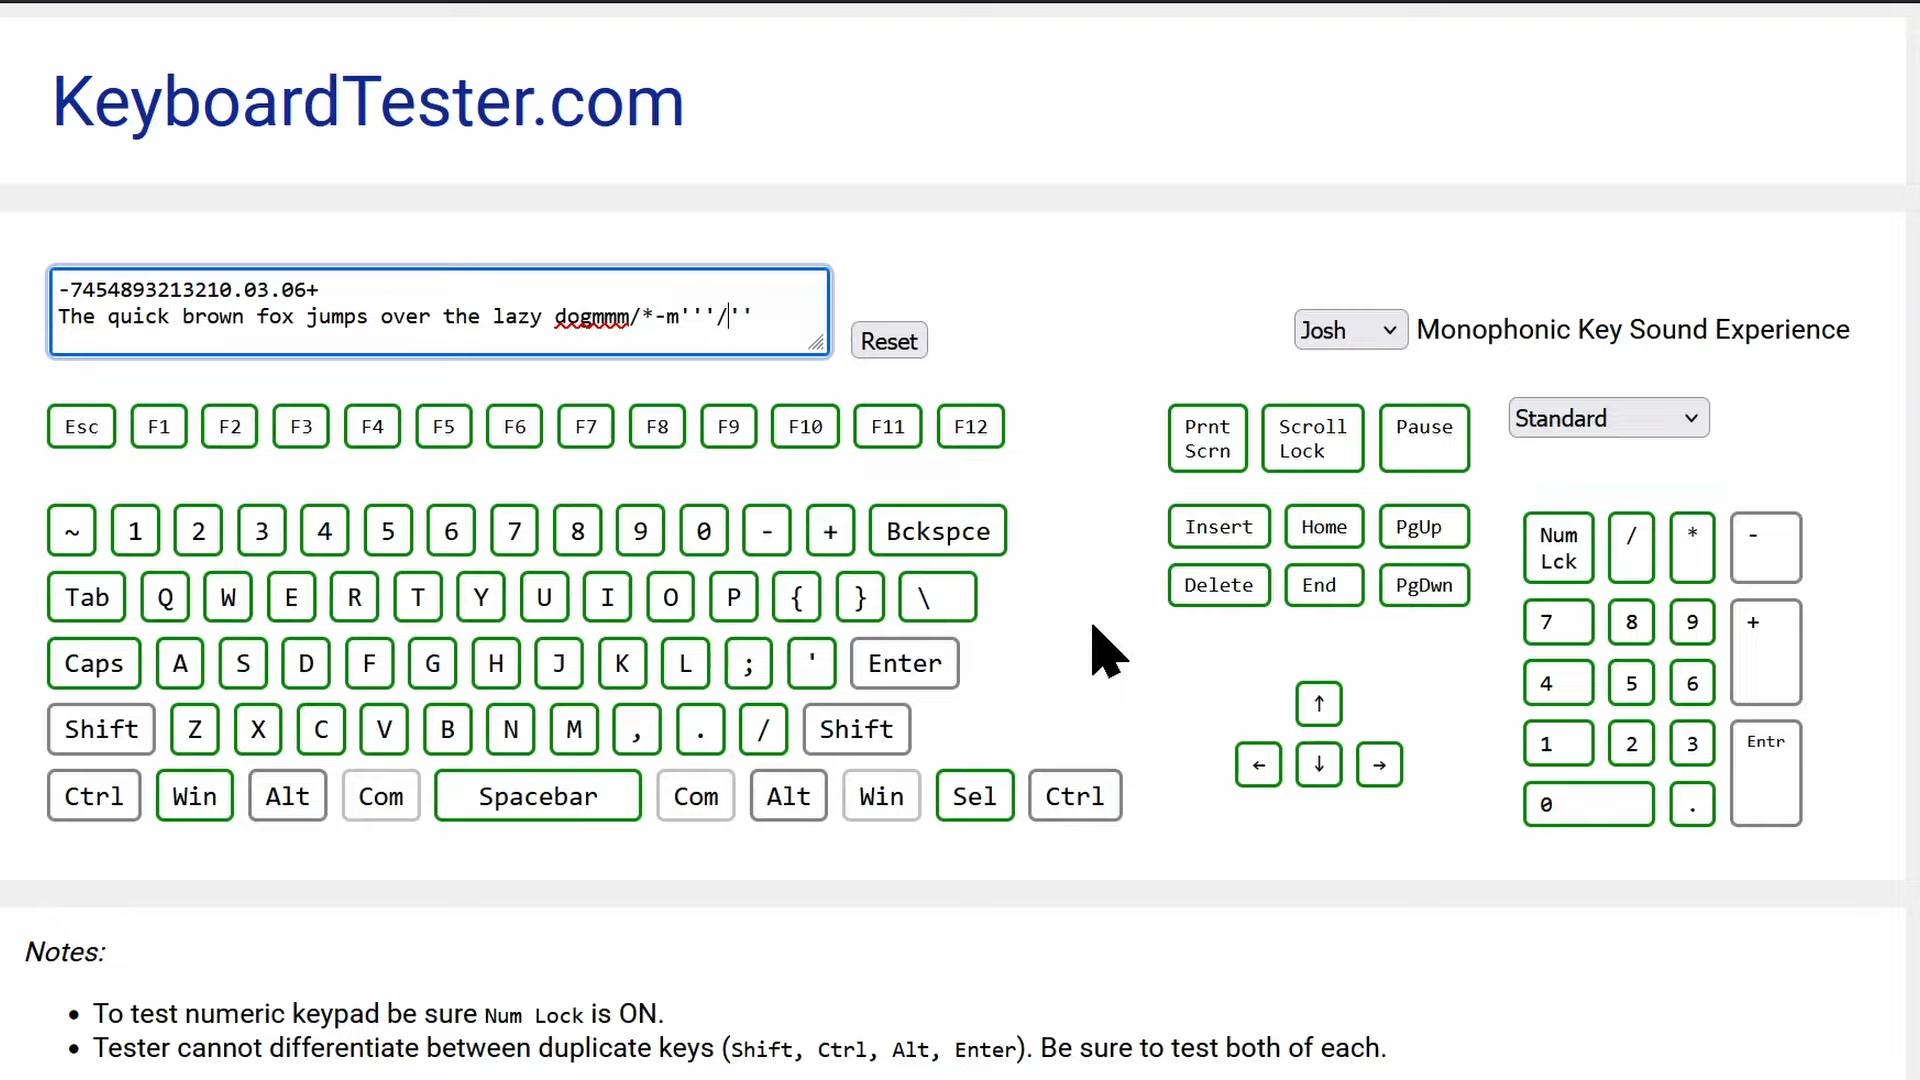 KeyboardTester.com
-7454893213210.03.06+
The quick brown fox jumps over the lazy dogmmm/*-m'''/''
Reset
Josh
Monophonic Key Sound Experience
Esc F1 F2 F3 F4 F5 F6 F7 F8 F9 F10 F11 F12
Prnt Scrn
Scroll Lock
Pause
Standard
~ 1 2 3 4 5 6 7 8 9 0 - + Bckspce
Insert Home PgUp
Num Lck / * -
Tab Q W E R T Y U I O P { } \
Delete End PgDwn
7 8 9 +
Caps A S D F G H J K L ; ' Enter
4 5 6
Shift Z X C V B N M , . / Shift
↑
1 2 3 Entr
Ctrl Win Alt Com Spacebar Com Alt Win Sel Ctrl
← ↓ →
0 .
Notes:
• To test numeric keypad be sure Num Lock is ON.
• Tester cannot differentiate between duplicate keys (Shift, Ctrl, Alt, Enter). Be sure to test both of each.